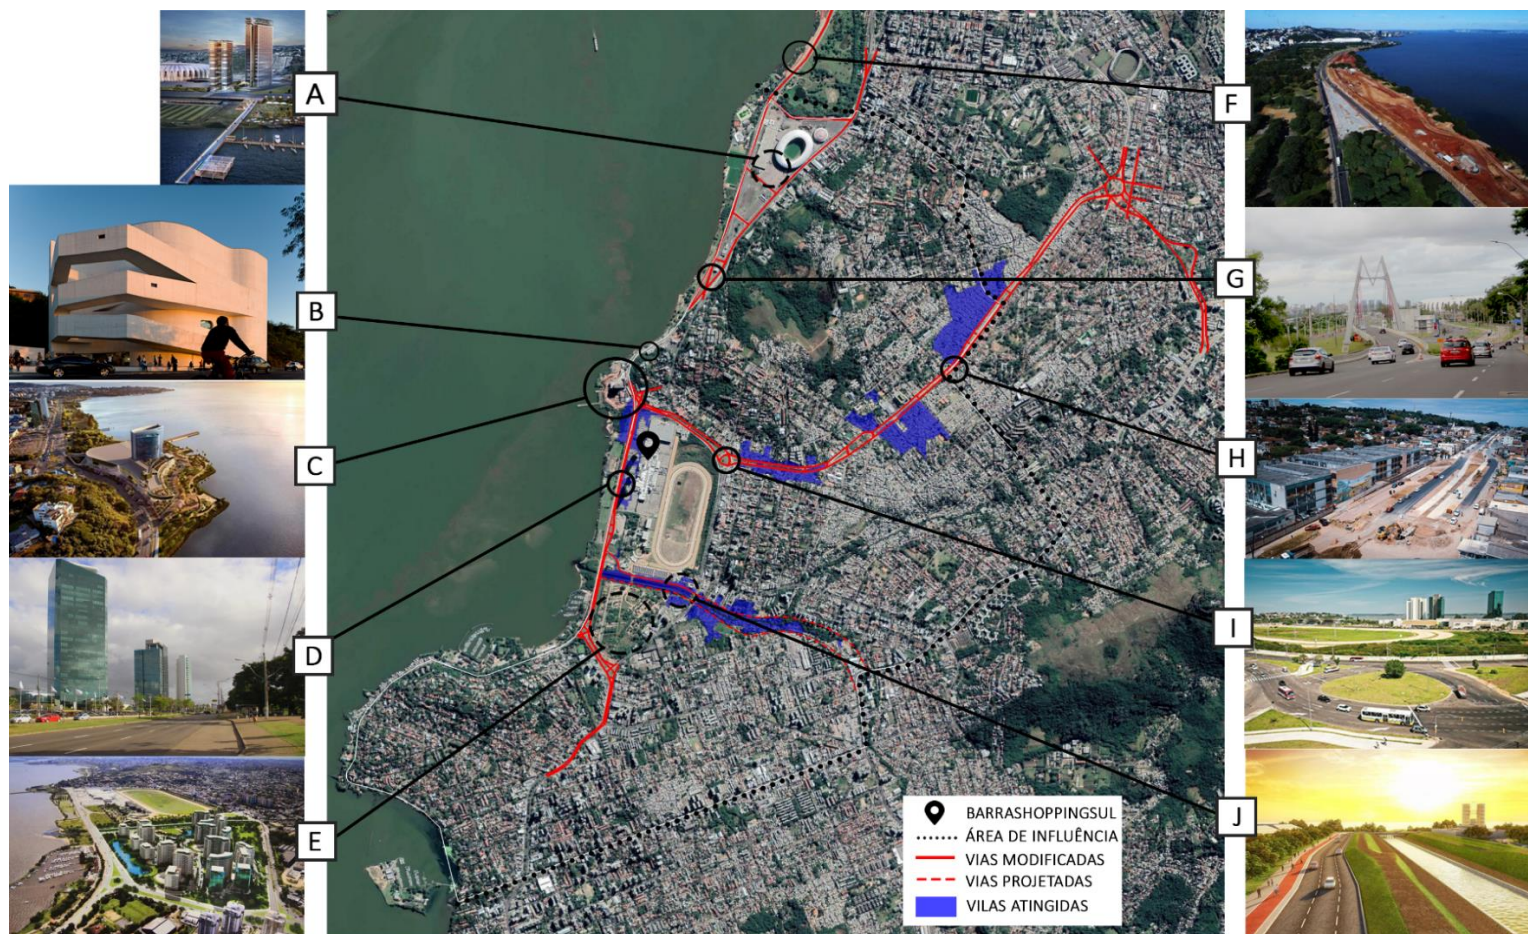 A
B
C
D
E
F
G
H
I
J
BARRASHOPPINGSUL
ÁREA DE INFLUÊNCIA
VIAS MODIFICADAS
VIAS PROJETADAS
VILAS ATINGIDAS